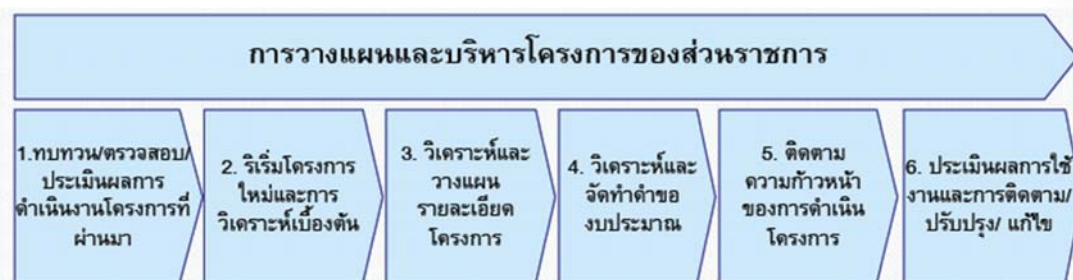 การวางแผนและบริหารโครงการของส่วนราชการ
1.ทบทวน/ตรวจสอบ/
ประเมินผลการ
ดำเนินงานโครงการที่
ผ่านมา
2. ริเริ่มโครงการ
ใหม่และการ
วิเคราะห์เบื้องต้น
3. วิเคราะห์และ
วางแผน
รายละเอียด
โครงการ
4. วิเคราะห์และ
จัดทำคำขอ
งบประมาณ
5. ติดตาม
ความก้าวหน้า
ของการดำเนิน
โครงการ
6. ประเมินผลการใช้
งานและการติดตาม/
ปรับปรุง/ แก้ไข